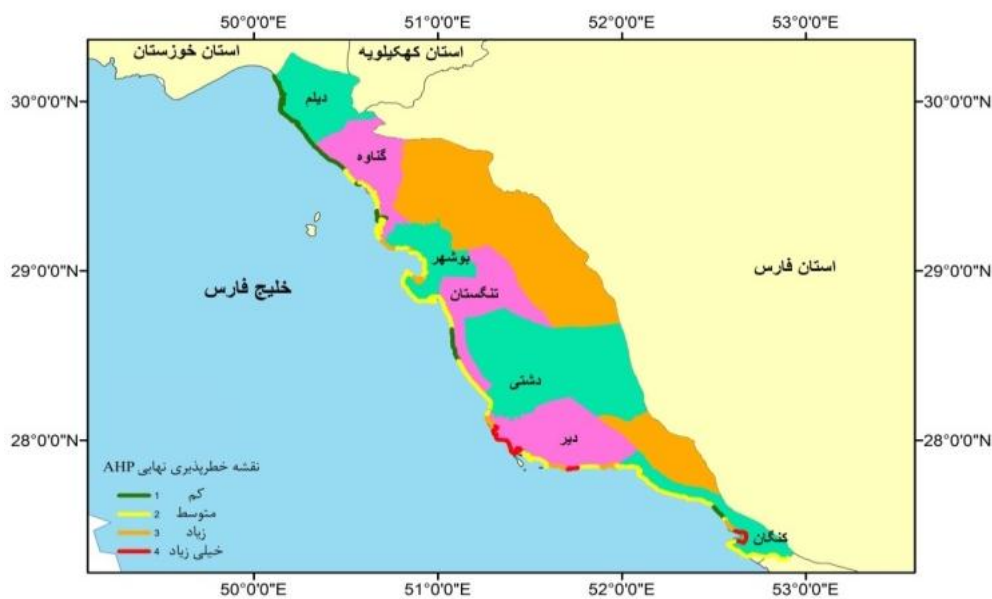 50°0'0"E 51°0'0"E 52°0'0"E 53°0'0"E
استان خوزستان
استان کهکیلویه
30°0'0"N
30°0'0"N
دیلم
گناوه
29°0'0"N
29°0'0"N
بوشهر
استان فارس
خلیج فارس
تنگستان
دشتی
28°0'0"N
28°0'0"N
دیر
نقشه خطرپذیری نهایی AHP
1 کم
2 متوسط
3 زیاد
4 خیلی زیاد
کنگان
50°0'0"E 51°0'0"E 52°0'0"E 53°0'0"E